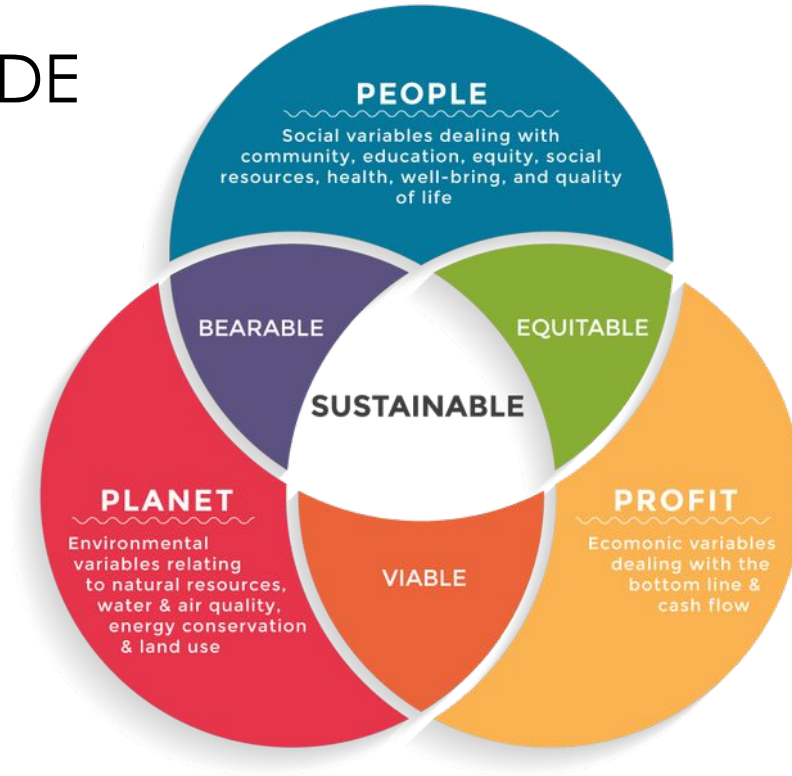 DE
PEOPLE
Social variables dealing with
community, education, equity, social
resources, health, well-bring, and quality
of life
BEARABLE
EQUITABLE
SUSTAINABLE
PLANET
Environmental
variables relating
to natural resources,
water & air quality,
energy conservation
& land use
PROFIT
Ecomonic variables
dealing with the
bottom line &
cash flow
VIABLE